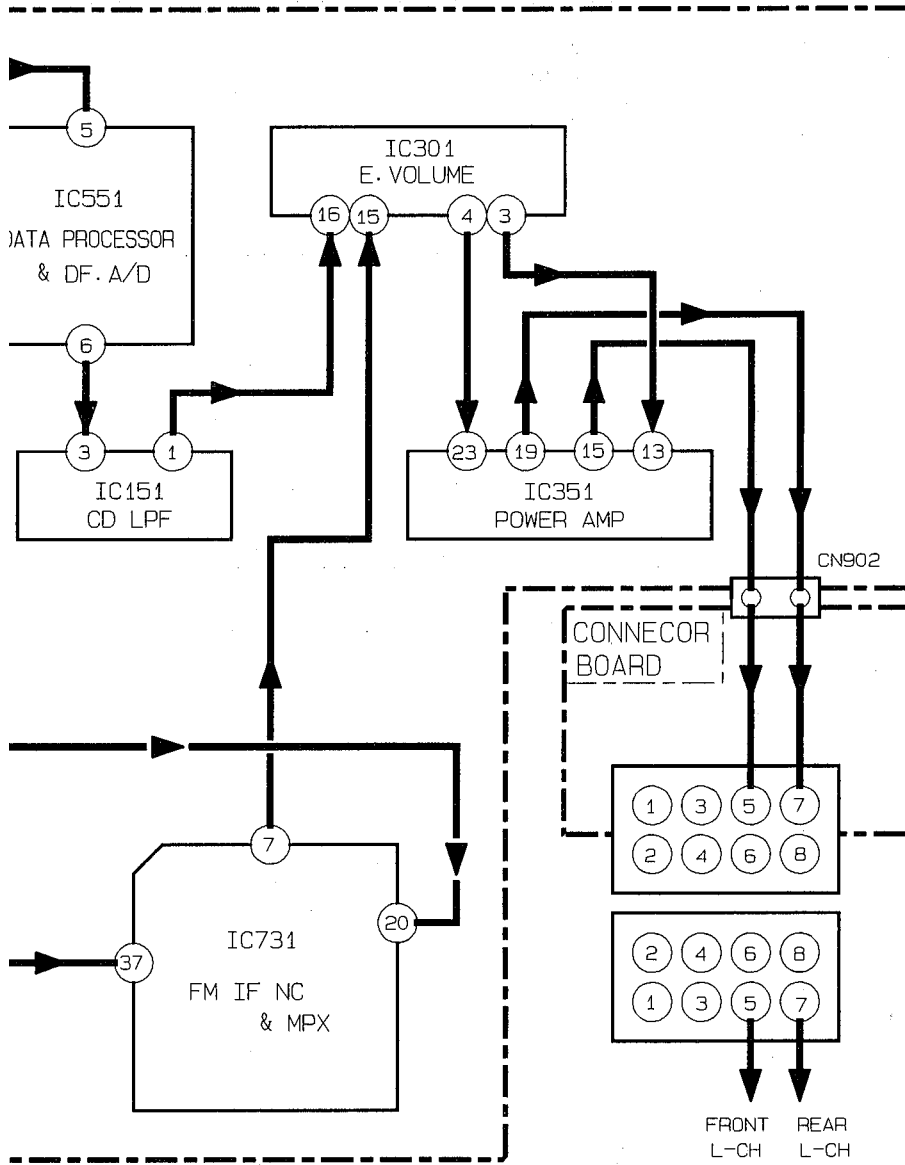 5
IC551
DATA PROCESSOR
& DF. A/D
6
IC301
E. VOLUME
16 15 4 3
3 1
IC151
CD LPF
23 19 15 13
IC351
POWER AMP
CN902
CONNECOR
BOARD
7
20
37
IC731
FM IF NC
& MPX
1 3 5 7
2 4 6 8
2 4 6 8
1 3 5 7
FRONT
L-CH
REAR
L-CH